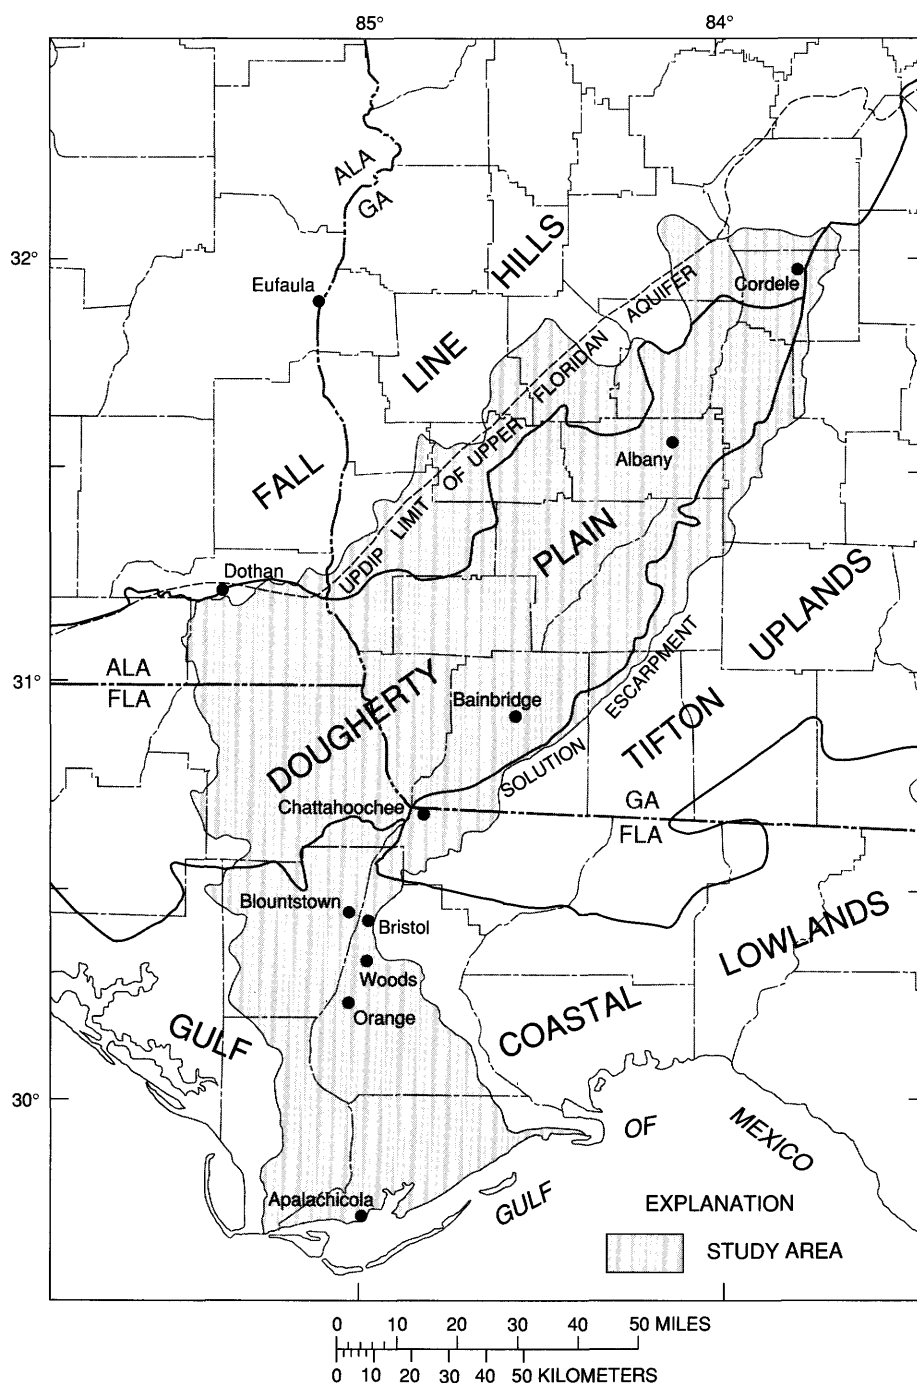 85°
84°
ALA
GA
HILLS
32°
Eufaula
Cordele
AQUIFER
LINE
FLORIDAN
UPPER
OF
LIMIT
UPDIP
Albany
FALL
PLAIN
Dothan
UPLANDS
ESCARPMENT
ALA
FLA
31°
DOUGHERTY
Bainbridge
TIFTON
SOLUTION
Chattahoochee
GA
FLA
Blountstown
Bristol
LOWLANDS
Woods
Orange
COASTAL
GULF
30°
OF
MEXICO
GULF
Apalachicola
EXPLANATION
STUDY AREA
0 10 20 30 40 50 MILES
0 10 20 30 40 50 KILOMETERS